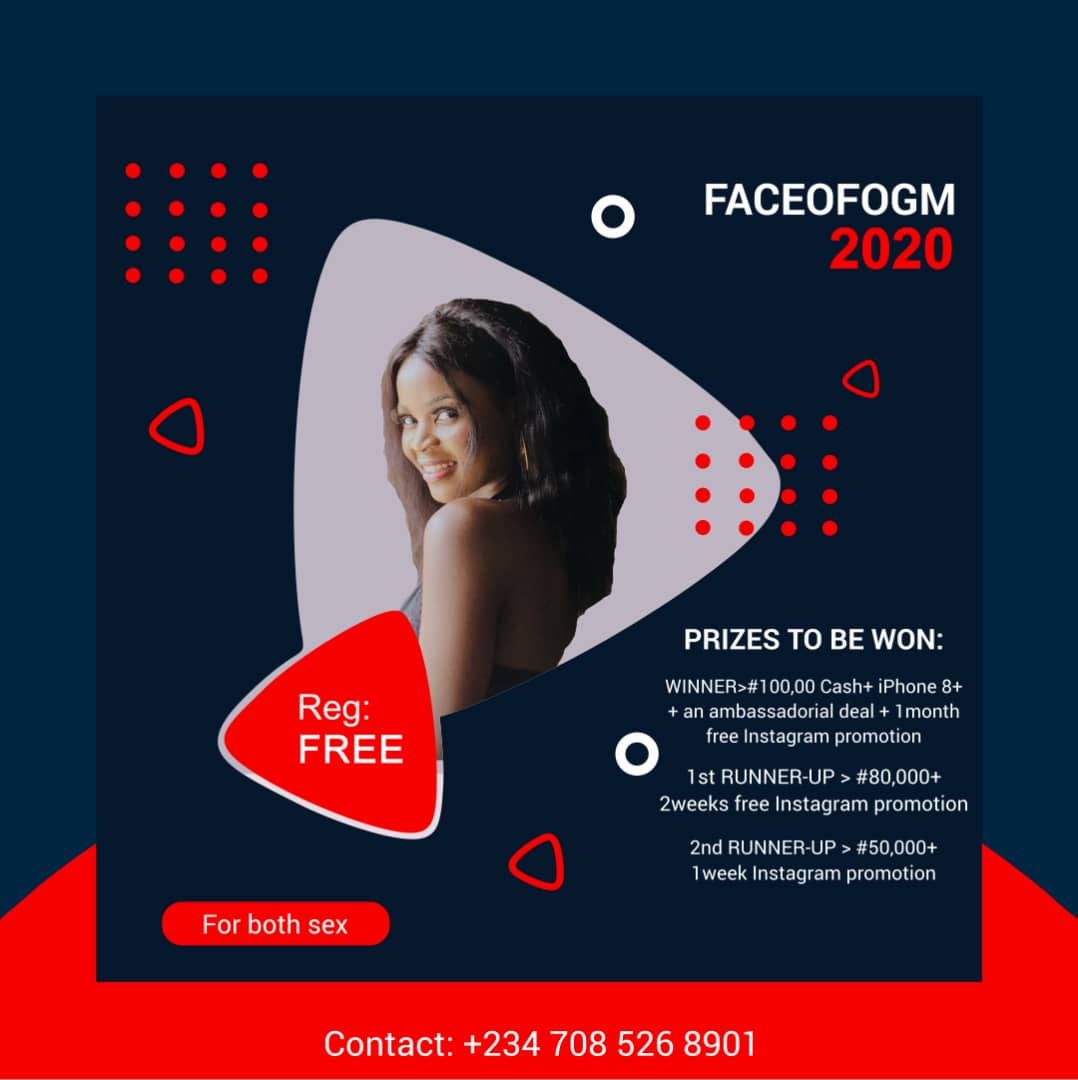 FACEOFOGM
2020
PRIZES TO BE WON:
WINNER>#100,00 Cash+ iPhone 8+
+ an ambassadorial deal + 1month
free Instagram promotion
1st RUNNER-UP > #80,000+
2weeks free Instagram promotion
2nd RUNNER-UP > #50,000+
1week Instagram promotion
Reg:
FREE
For both sex
Contact: +234 708 526 8901